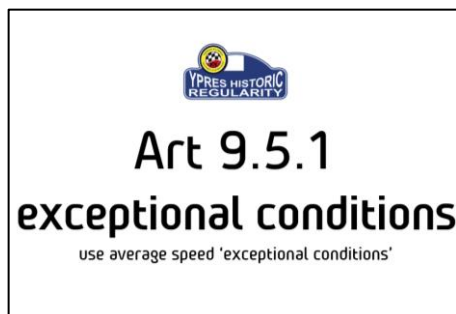 YPRES HISTORIC
REGULARITY
Art 9.5.1
exceptional conditions
use average speed ‘exceptional conditions’